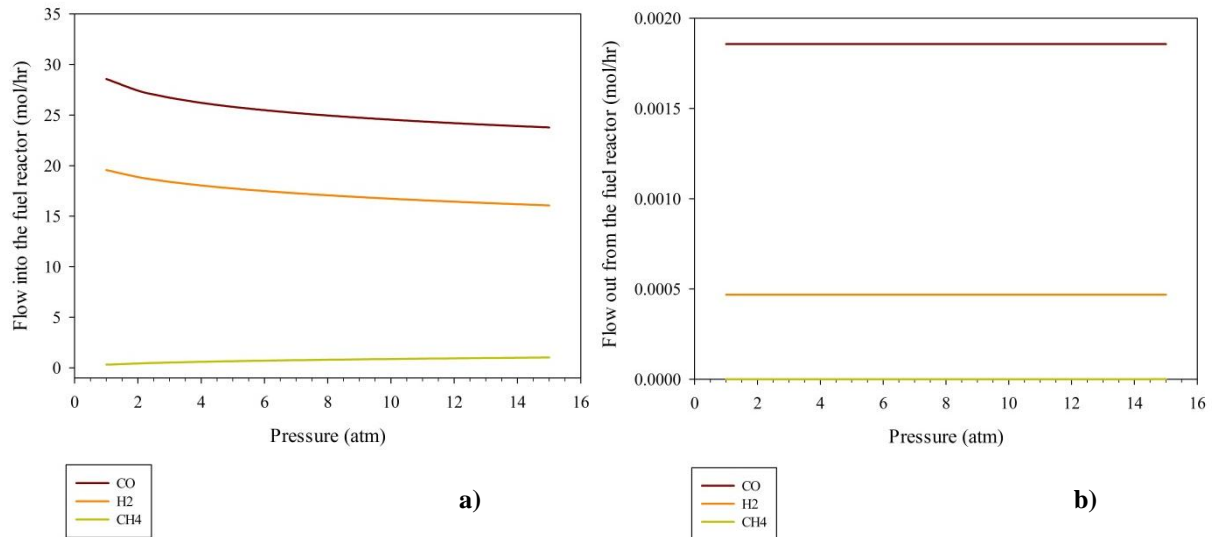 Flow into the fuel reactor (mol/hr)
35
30
25
20
15
10
5
0
0 2 4 6 8 10 12 14 16
Pressure (atm)
CO
H2
CH4
a)
Flow out from the fuel reactor (mol/hr)
0.0020
0.0015
0.0010
0.0005
0.0000
0 2 4 6 8 10 12 14 16
Pressure (atm)
CO
H2
CH4
b)